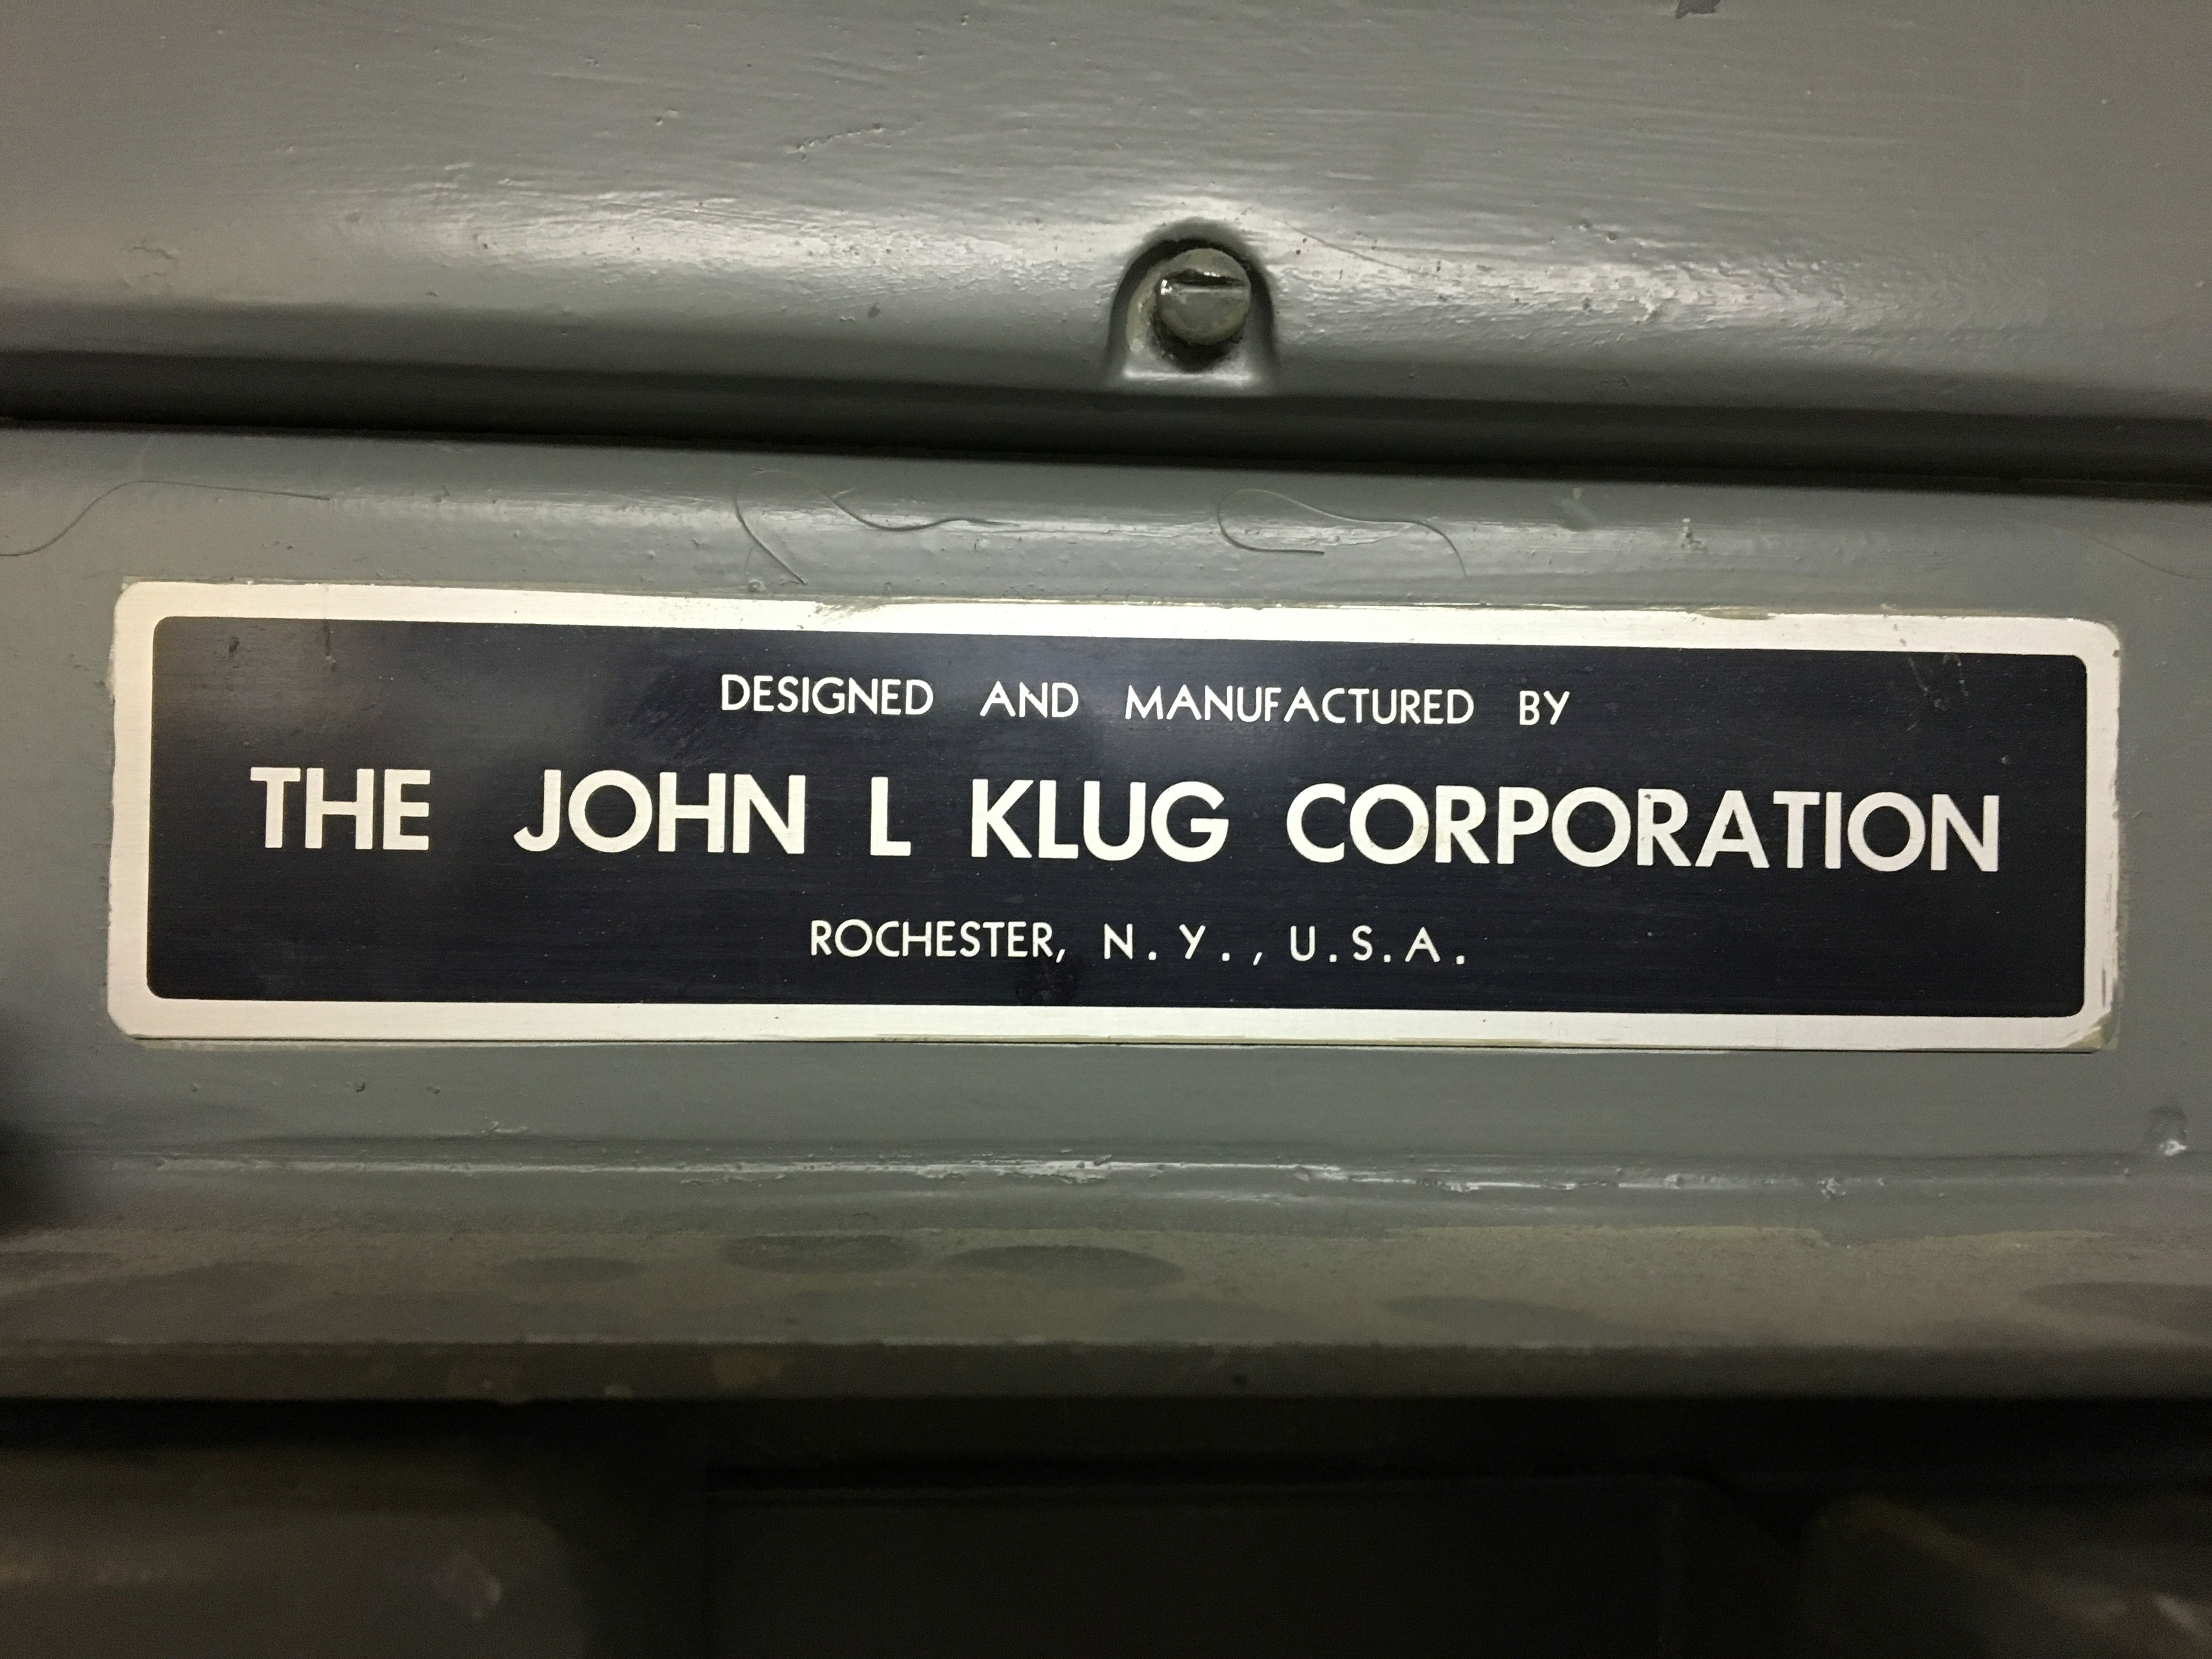 DESIGNED AND MANUFACTURED BY
THE JOHN L KLUG CORPORATION
ROCHESTER, N.Y., U.S.A.